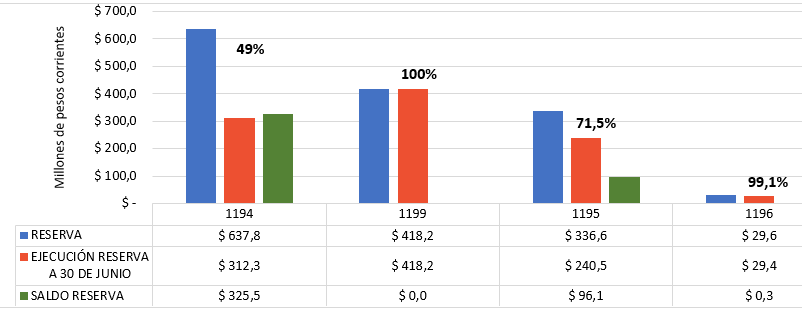 Millones de pesos corrientes
$ 700,0
$ 600,0
$ 500,0
$ 400,0
$ 300,0
$ 200,0
$ 100,0
$ -
49%
100%
71,5%
99,1%
1194 1199 1195 1196
RESERVA $ 637,8 $ 418,2 $ 336,6 $ 29,6
EJECUCIÓN RESERVA
A 30 DE JUNIO $ 312,3 $ 418,2 $ 240,5 $ 29,4
SALDO RESERVA $ 325,5 $ 0,0 $ 96,1 $ 0,3